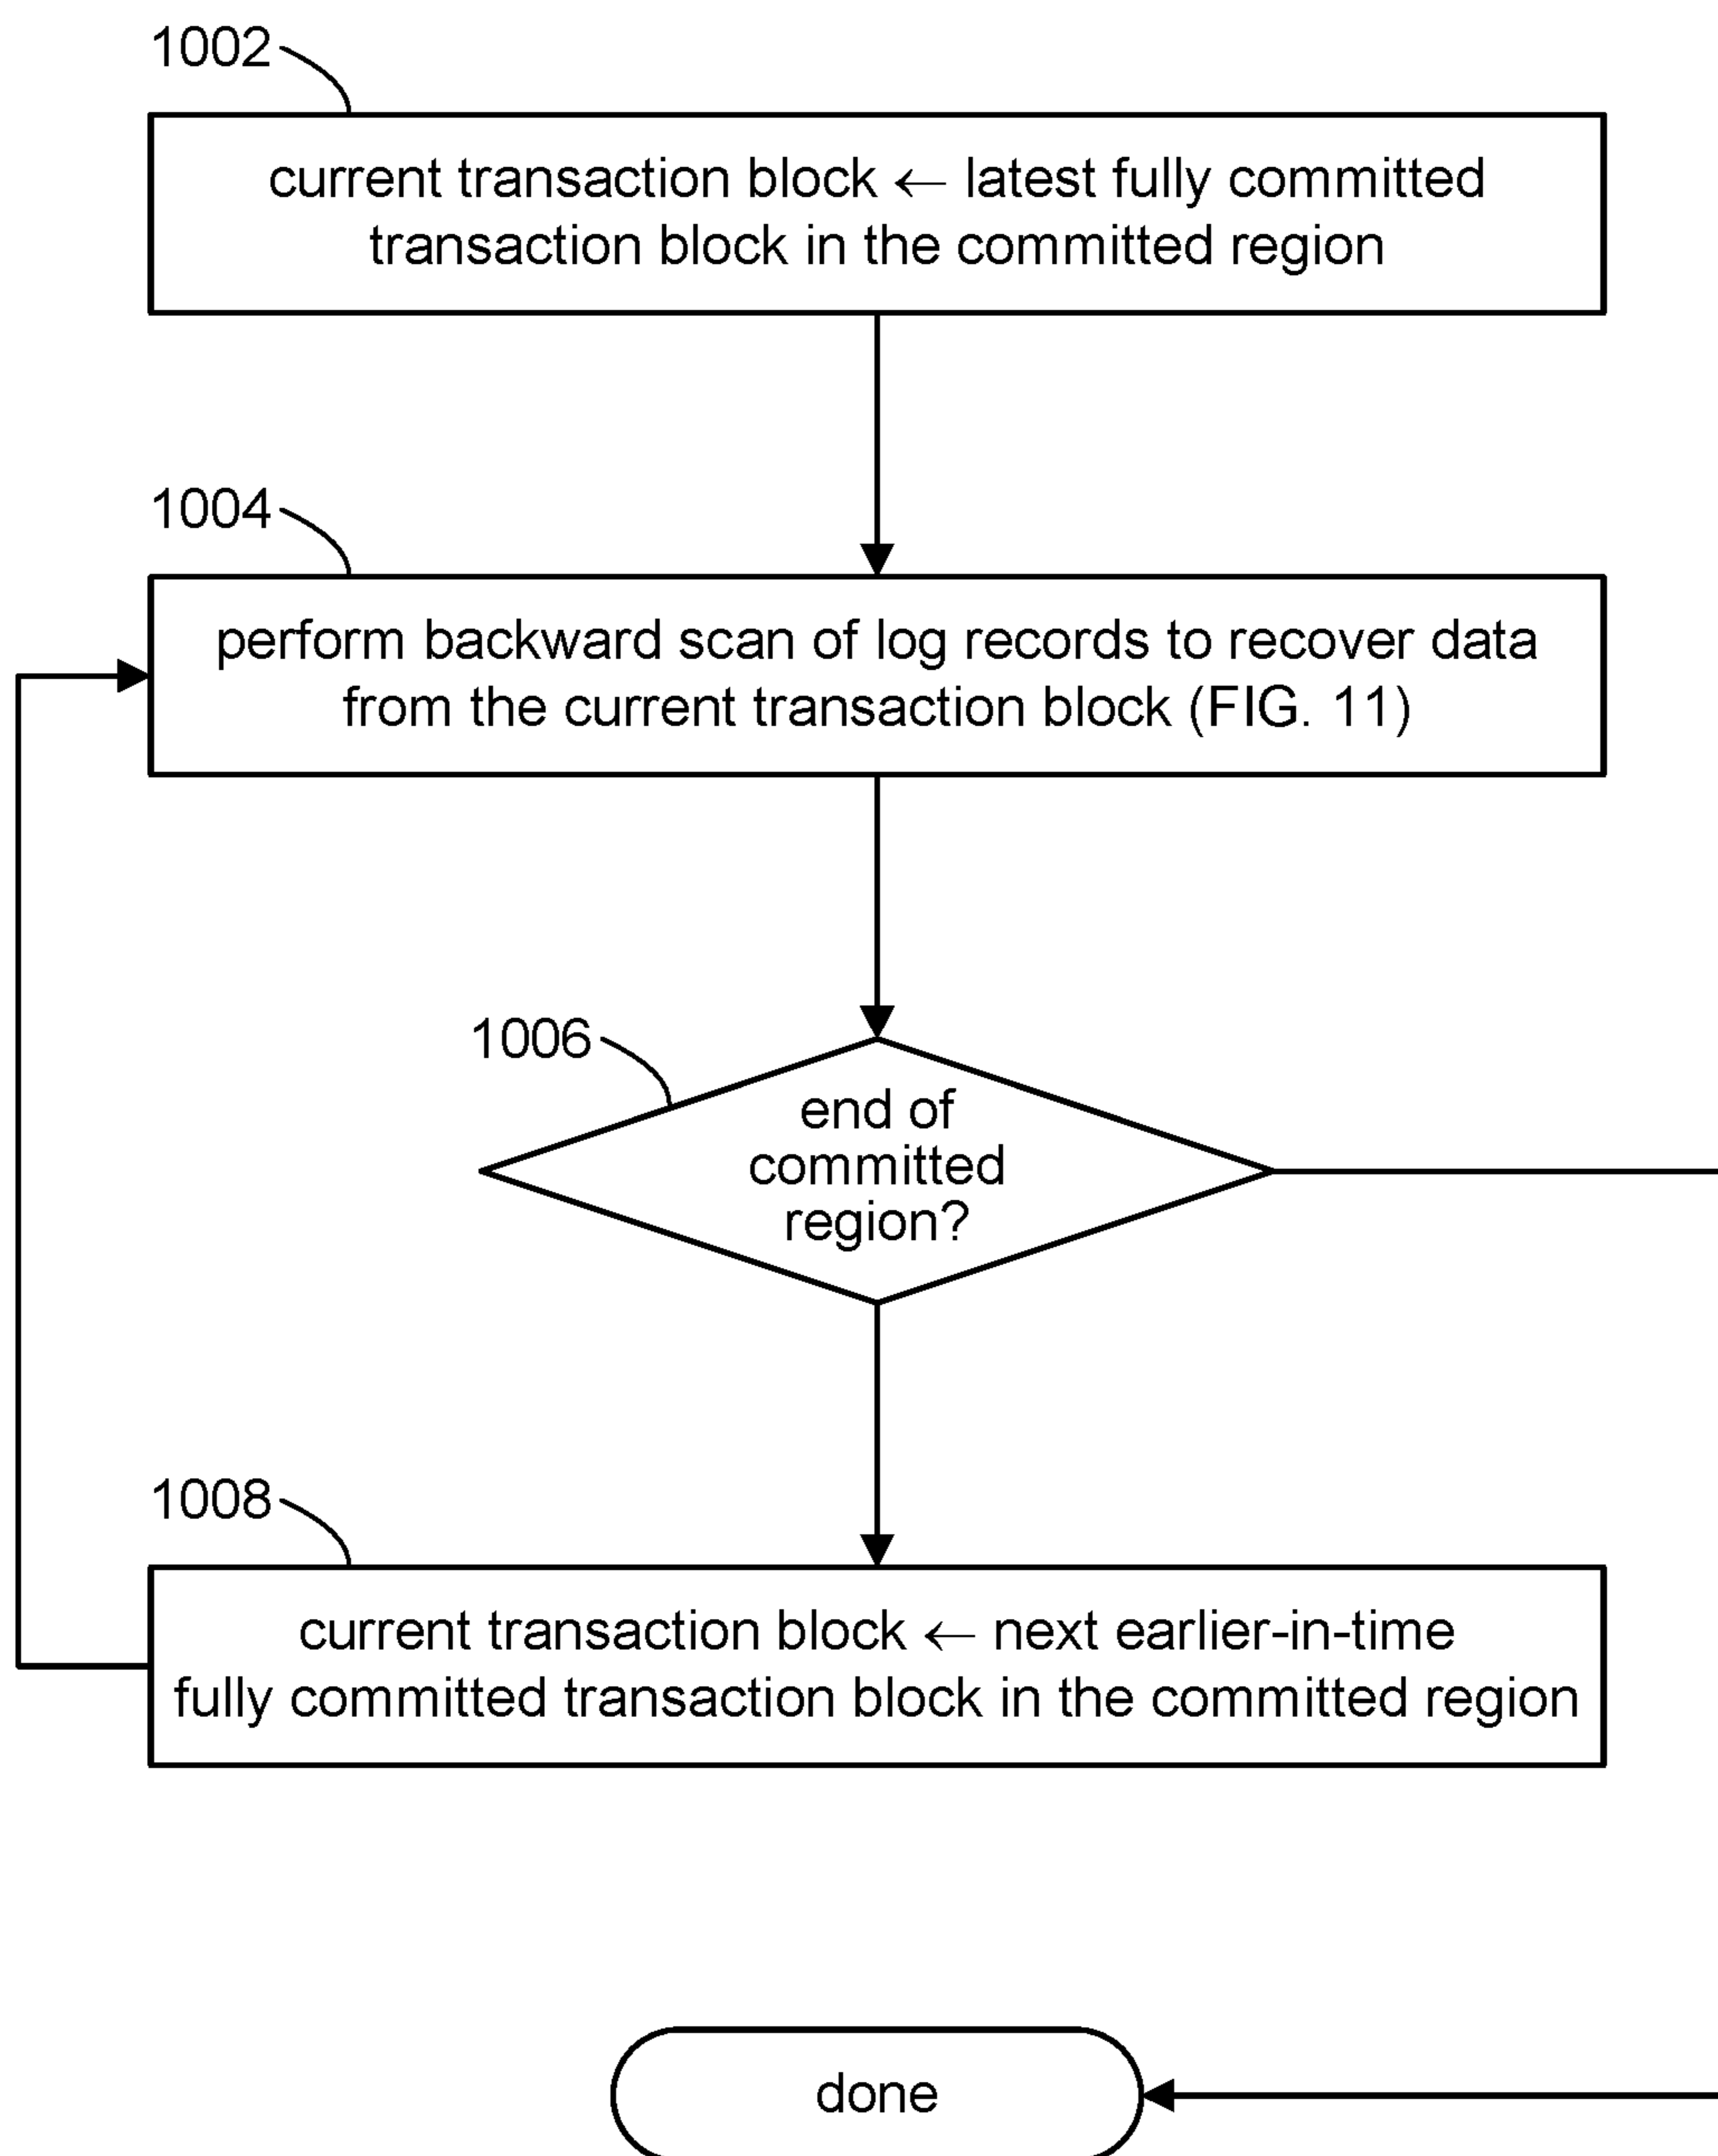 1002
current transaction block ← latest fully committed
transaction block in the committed region
1004
perform backward scan of log records to recover data
from the current transaction block (FIG. 11)
1006
end of
committed
region?
1008
current transaction block ← next earlier-in-time
fully committed transaction block in the committed region
done